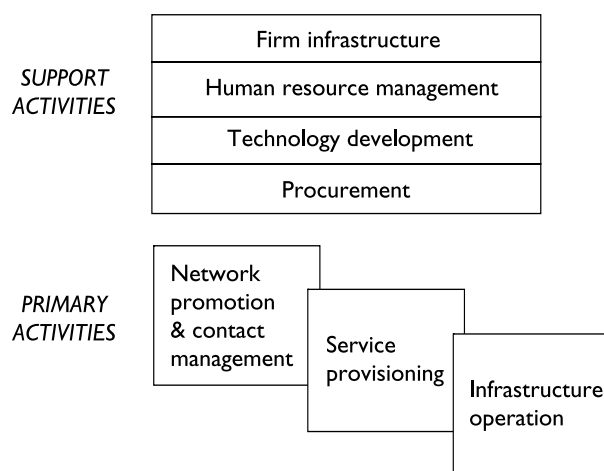 Firm infrastructure
SUPPORT
ACTIVITIES
Human resource management
Technology development
Procurement
PRIMARY
ACTIVITIES
Network
promotion
& contact
management
Service
provisioning
Infrastructure
operation